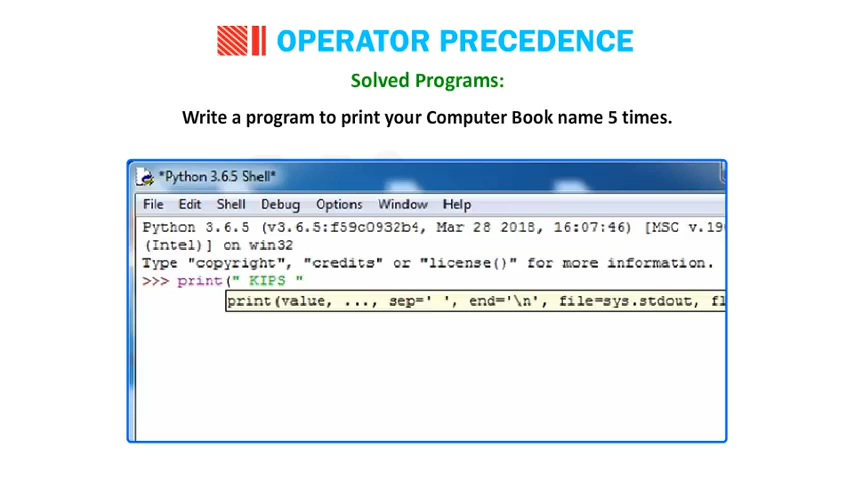 OPERATOR PRECEDENCE
Solved Programs:
Write a program to print your Computer Book name 5 times.
*Python 3.6.5 Shell*
File Edit Shell Debug Options Window Help
Python 3.6.5 (v3.6.5:f59c0932b4, Mar 28 2018, 16:07:46) [MSC v.190
(Intel)] on win32
Type "copyright", "credits" or "license()" for more information.
>>> print(" KIPS "
print(value, ..., sep=' ', end='\n', file=sys.stdout, fl